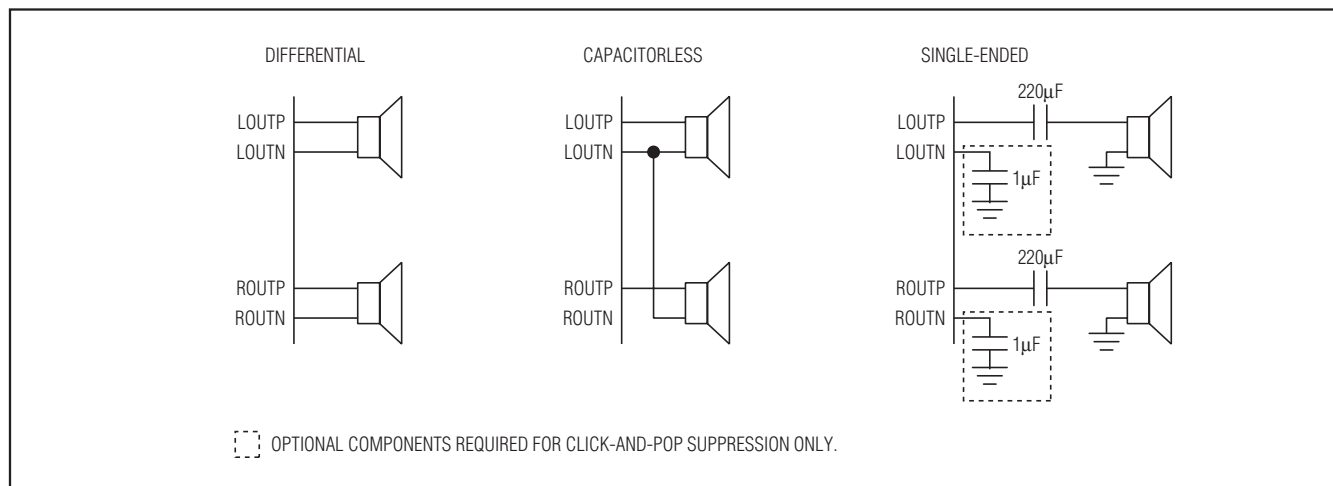 DIFFERENTIAL
LOUTP
LOUTN
ROUTP
ROUTN
CAPACITORLESS
LOUTP
LOUTN
ROUTP
ROUTN
SINGLE-ENDED
220μF
LOUTP
LOUTN
1μF
220μF
ROUTP
ROUTN
1μF
OPTIONAL COMPONENTS REQUIRED FOR CLICK-AND-POP SUPPRESSION ONLY.